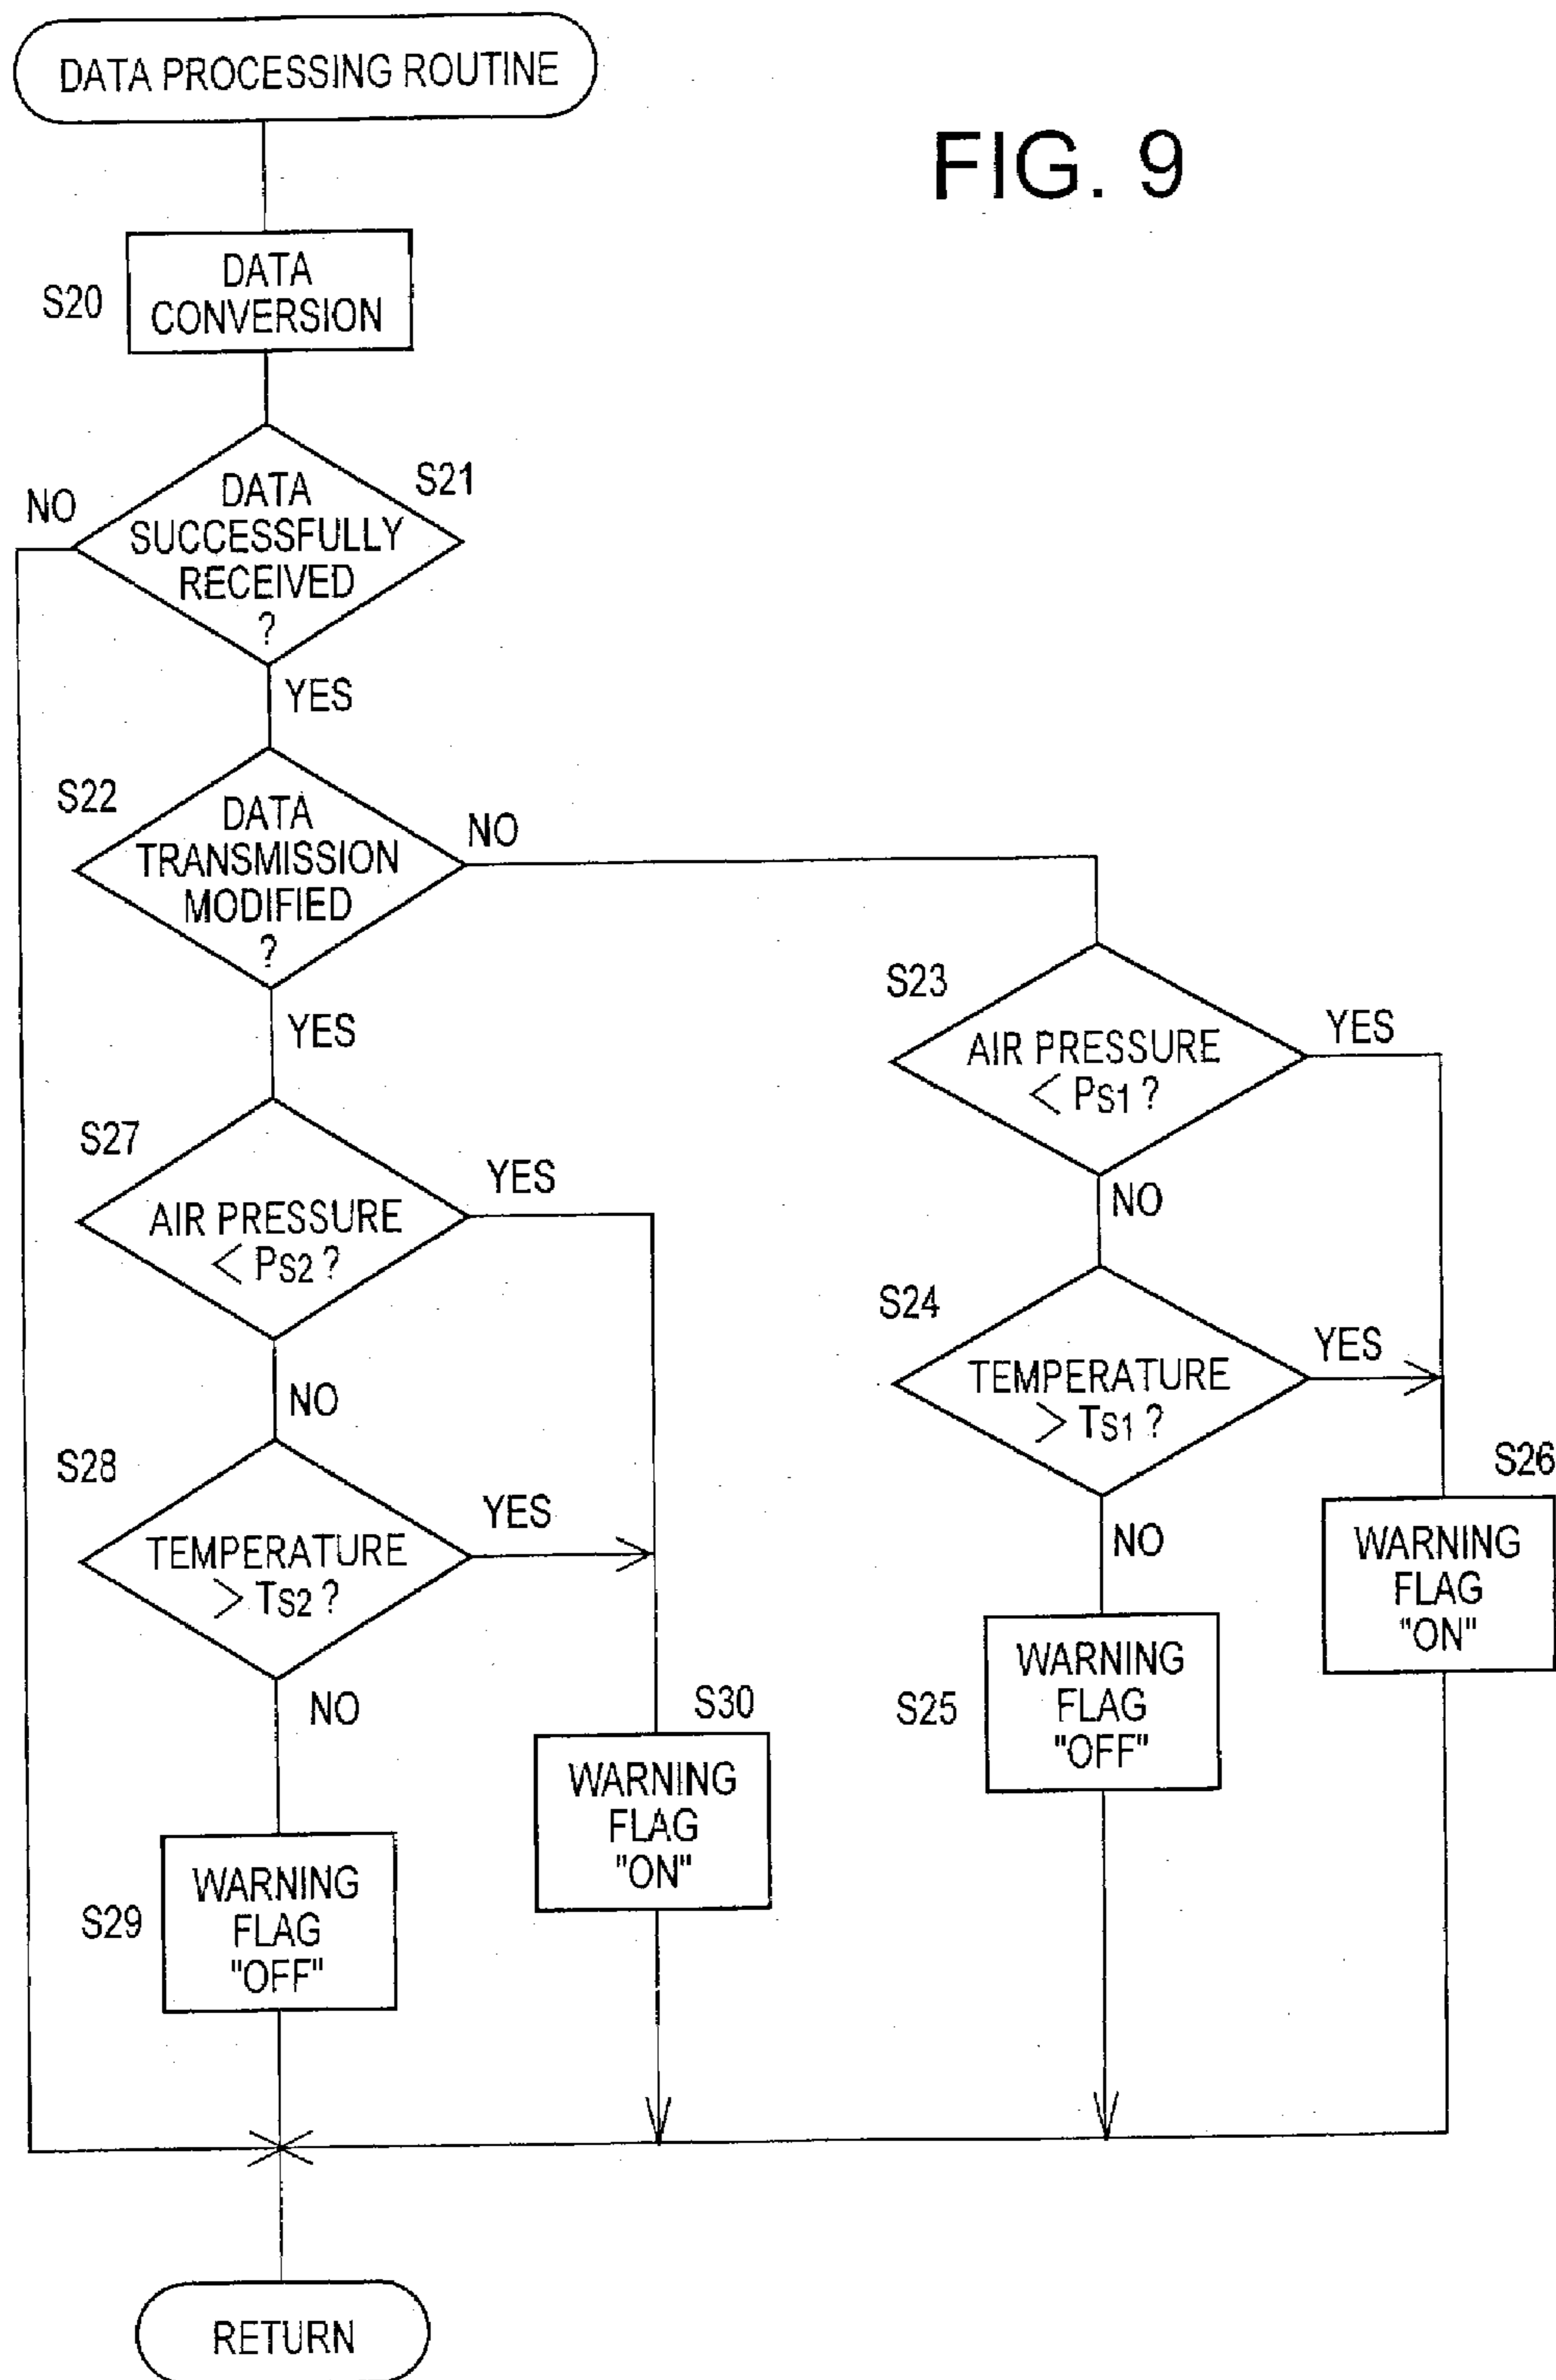 DATA PROCESSING ROUTINE
FIG. 9
S20
DATA
CONVERSION
S21
NO
DATA
SUCCESSFULLY
RECEIVED
?
YES
S22
DATA
TRANSMISSION
MODIFIED
?
NO
YES
S23
AIR PRESSURE
< PS1 ?
YES
NO
S27
AIR PRESSURE
< PS2 ?
YES
NO
S24
TEMPERATURE
> TS1 ?
YES
NO
S28
TEMPERATURE
> TS2 ?
YES
NO
S26
WARNING
FLAG
"ON"
S25
WARNING
FLAG
"OFF"
S30
WARNING
FLAG
"ON"
S29
WARNING
FLAG
"OFF"
RETURN